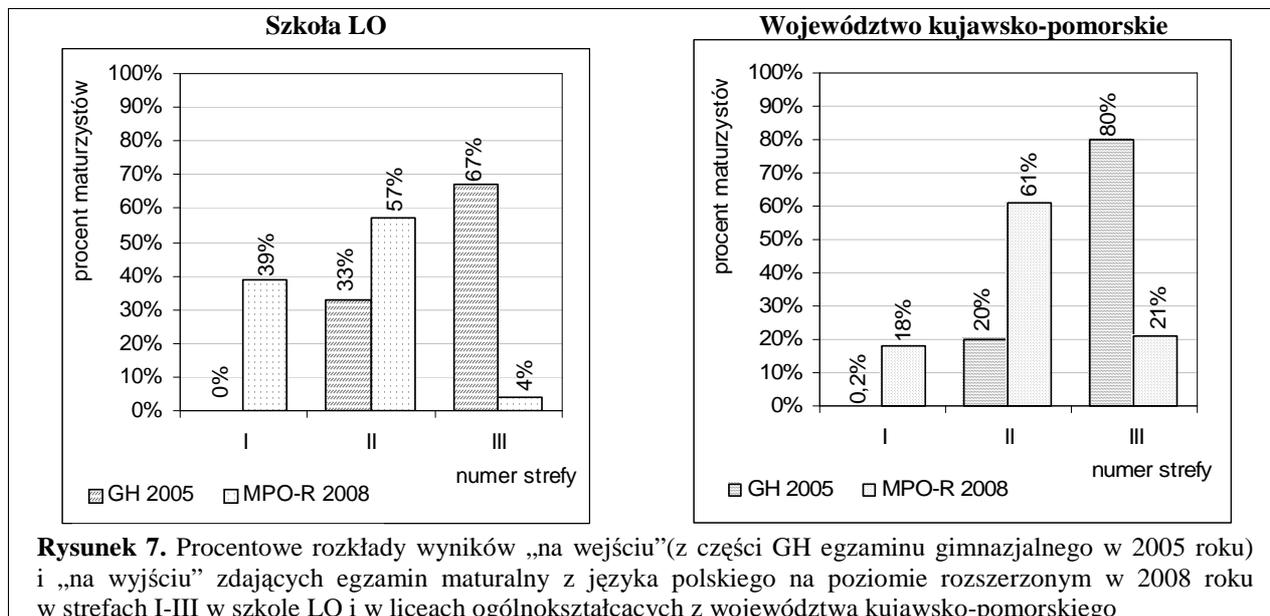 Szkoła LO
Województwo kujawsko-pomorskie
procent maturzystów
100%
90%
80%
70%
60%
50%
40%
30%
20%
10%
0%
0%
39%
33%
57%
67%
4%
I
II
III
numer strefy
GH 2005
MPO-R 2008
procent maturzystów
100%
90%
80%
70%
60%
50%
40%
30%
20%
10%
0%
0,2%
18%
20%
61%
80%
21%
I
II
III
numer strefy
GH 2005
MPO-R 2008
Rysunek 7. Procentowe rozkłady wyników „na wejściu”(z części GH egzaminu gimnazjalnego w 2005 roku)
i „na wyjściu” zdających egzamin maturalny z języka polskiego na poziomie rozszerzonym w 2008 roku
w strefach I-III w szkole LO i w liceach ogólnokształcących z województwa kujawsko-pomorskiego